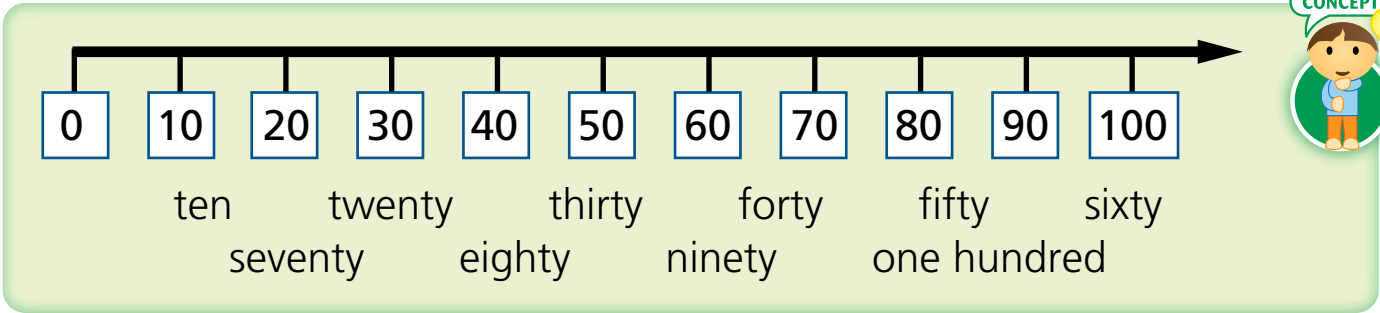 CONCEPT
0 10 20 30 40 50 60 70 80 90 100
ten twenty thirty forty fifty sixty
seventy eighty ninety one hundred